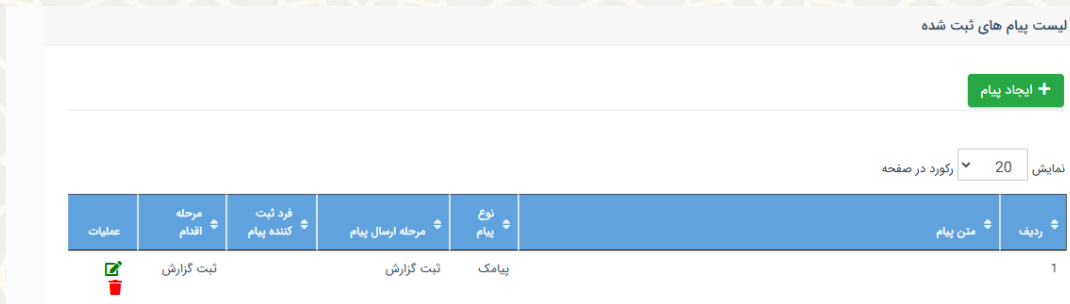 لیست پیام های ثبت شده
+ ایجاد پیام
نمایش 20 رکورد در صفحه
ردیف متن پیام نوع پیام مرحله ارسال پیام فرد ثبت کننده پیام مرحله اقدام عملیات
1 پیامک ثبت گزارش ثبت گزارش